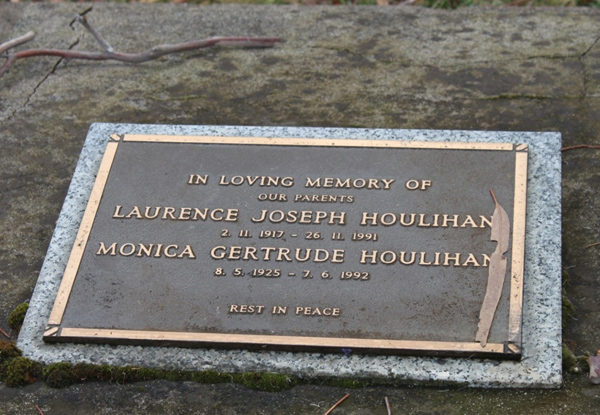 IN LOVING MEMORY OF
OUR PARENTS
LAURENCE JOSEPH HOULIHAN
2. 11. 1917 - 26. 11. 1991
MONICA GERTRUDE HOULIHAN
8. 5. 1925 - 7. 6. 1992
REST IN PEACE